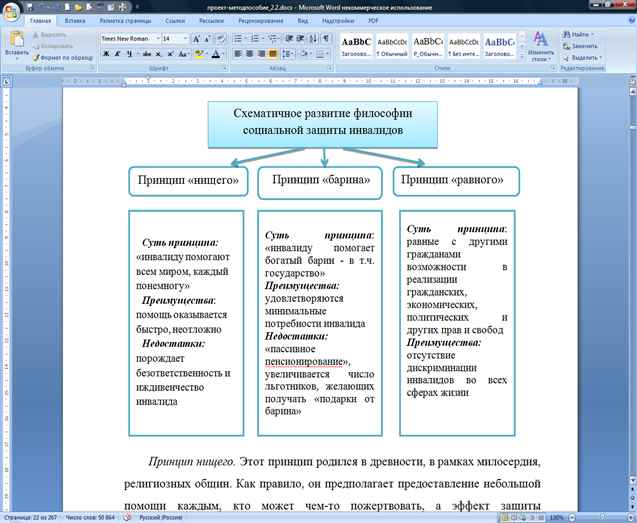 проект-методпособие_2.2.docx - Microsoft Word некоммерческое использование
Главная Вставка Разметка страницы Ссылки Рассылки Рецензирование Вид Надстройки PDF
Вставить
Вырезать
Копировать
Формат по образцу
Буфер обмена
Times New Roman 14
Шрифт
Абзац
AaBbC AaBbCcDc AaBbC AaBbCcDc AaBbCcI
Заголово... ¶ Обычный Р_Обычн... ¶ Без инте... Заголово...
Стили
Изменить
стили
Найти
Заменить
Выделить
Редактирование
Схематичное развитие философии
социальной защиты инвалидов
Принцип «нищего»
Принцип «барина»
Принцип «равного»
Суть принципа:
«инвалиду помогают
всем миром, каждый
понемногу»
Преимущества:
помощь оказывается
быстро, неотложно
Недостатки:
порождает
безответственность и
иждивенчество
инвалида
Суть принципа:
«инвалиду помогает
богатый барин - в т.ч.
государство»
Преимущества:
удовлетворяются
минимальные
потребности инвалида
Недостатки:
«пассивное
пенсионирование»,
увеличивается число
льготников, желающих
получать «подарки от
барина»
Суть принципа:
равные с другими
гражданами
возможности в
реализации
гражданских,
экономических,
политических и
других прав и свобод
Преимущества:
отсутствие
дискриминации
инвалидов во всех
сферах жизни
Принцип нищего. Этот принцип родился в древности, в рамках милосердия,
религиозных общин. Как правило, он предполагает предоставление небольшой
помощи каждым, кто может чем-то пожертвовать, а эффект защиты
Страница: 22 из 267 Число слов: 50 864 Русский (Россия) 130%